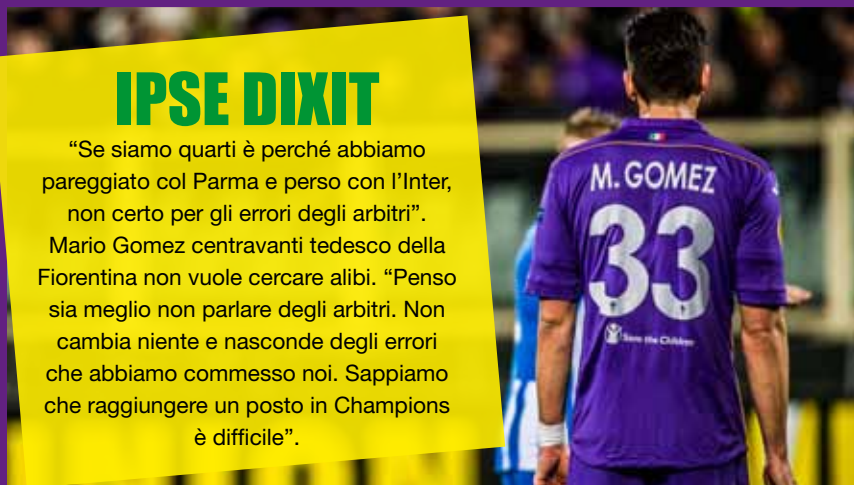 IPSE DIXIT
“Se siamo quarti è perché abbiamo
pareggiato col Parma e perso con l’Inter,
non certo per gli errori degli arbitri”.
Mario Gomez centravanti tedesco della
Fiorentina non vuole cercare alibi. “Penso
sia meglio non parlare degli arbitri. Non
cambia niente e nasconde degli errori
che abbiamo commesso noi. Sappiamo
che raggiungere un posto in Champions
è difficile”.
M. GOMEZ
33
Save the Children